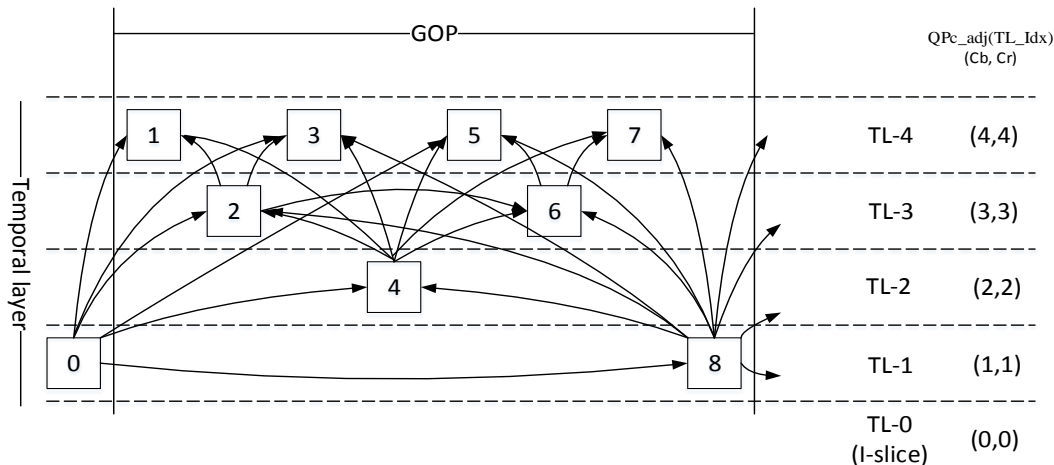 GOP
QPc_adj(TL_Idx)
(Cb, Cr)
Temporal layer
1 3 5 7 TL-4 (4,4)
2 6 TL-3 (3,3)
4 TL-2 (2,2)
0 8 TL-1 (1,1)
TL-0
(I-slice) (0,0)